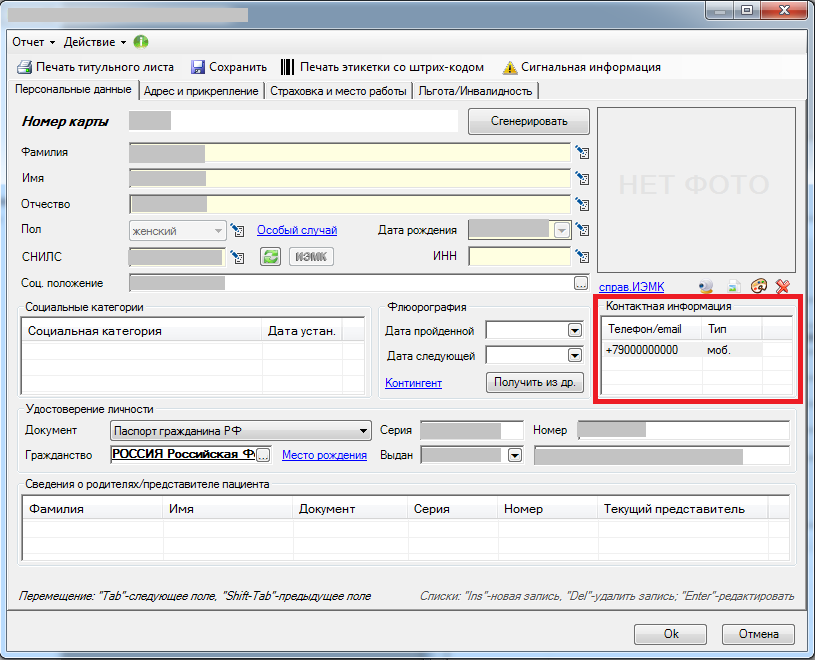 Отчет Действие
Печать титульного листа Сохранить Печать этикетки со штрих-кодом Сигнальная информация
Персональные данные Адрес и прикрепление Страховка и место работы Льгота/Инвалидность
Номер карты Сгенерировать
Фамилия
НЕТ ФОТО
Имя
Отчество
Пол женский Особый случай Дата рождения
СНИЛС ИЭМК ИНН
Соц. положение ... справ.ИЭМК
Социальные категории Флюорография Контактная информация
Социальная категория Дата устан. Дата пройденной Телефон/email Тип
Дата следующей +79000000000 моб.
Контингент Получить из др.
Удостоверение личности
Документ Паспорт гражданина РФ Серия Номер
Гражданство РОССИЯ Российская Ф ... Место рождения Выдан
Сведения о родителях/представителе пациента
Фамилия Имя Документ Серия Номер Текущий представитель
Перемещение: "Tab"-следующее поле, "Shift-Tab"-предыдущее поле Списки: "Ins"-новая запись, "Del"-удалить запись; "Enter"-редактировать
Ok Отмена